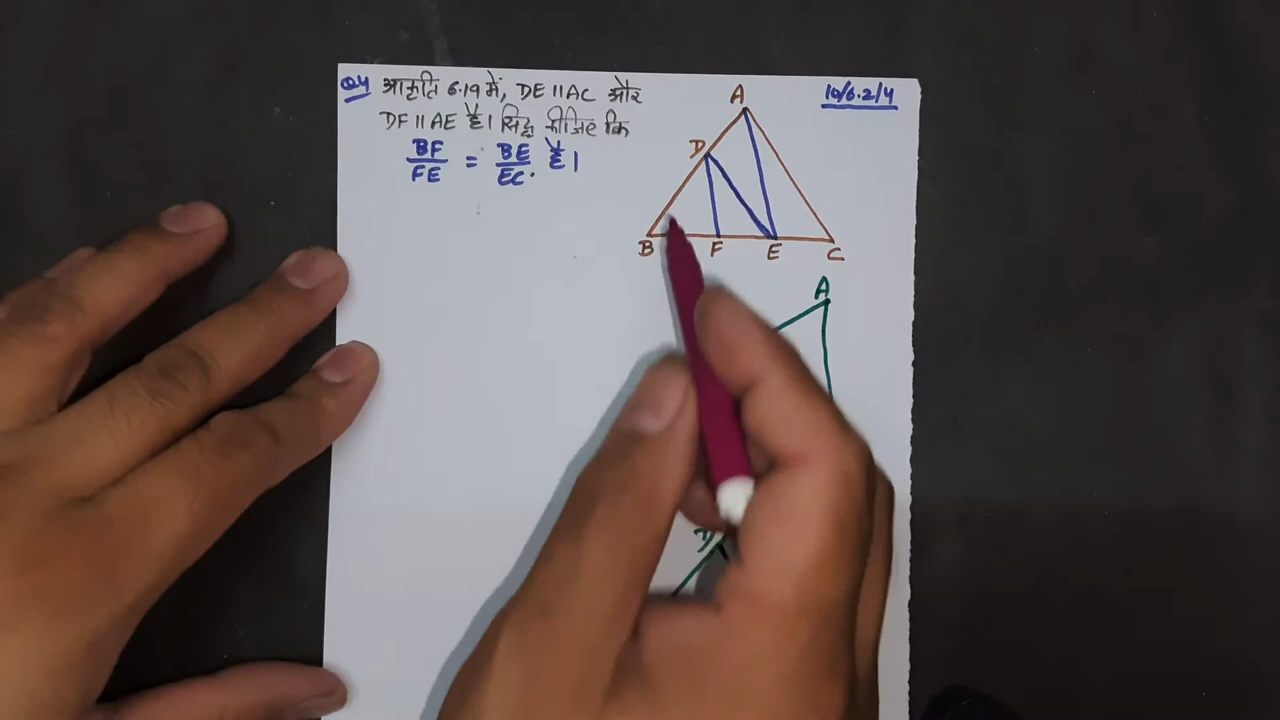 Q4 आकृति 6.19 में, DE || AC और
DF || AE है। सिद्ध कीजिए कि
BF/FE = BE/EC. है।
10/6.2/4
A
D
B F E C
A
D